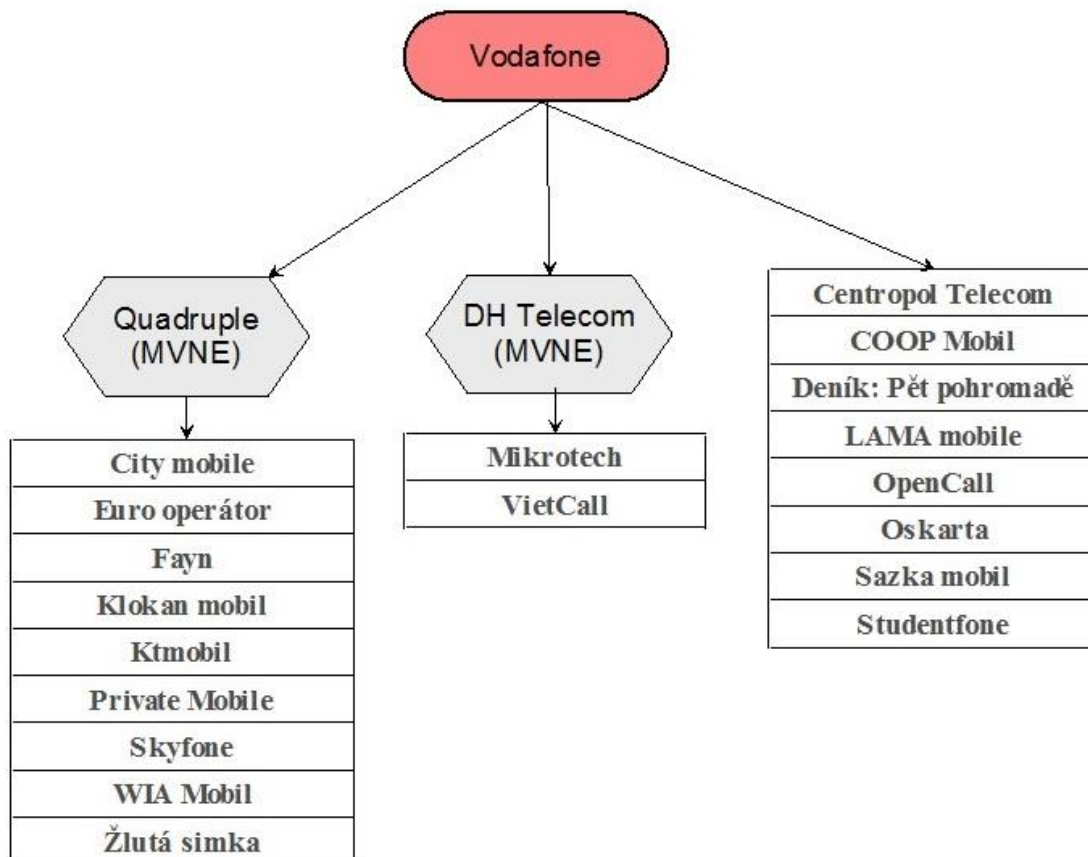 Vodafone
Quadruple
(MVNE)
City mobile
Euro operátor
Fayn
Klokan mobil
Ktmobil
Private Mobile
Skyfone
WIA Mobil
Žlutá simka
DH Telecom
(MVNE)
Mikrotech
VietCall
Centropol Telecom
COOP Mobil
Deník: Pět pohromadě
LAMA mobile
OpenCall
Oskarta
Sazka mobil
Studentfone